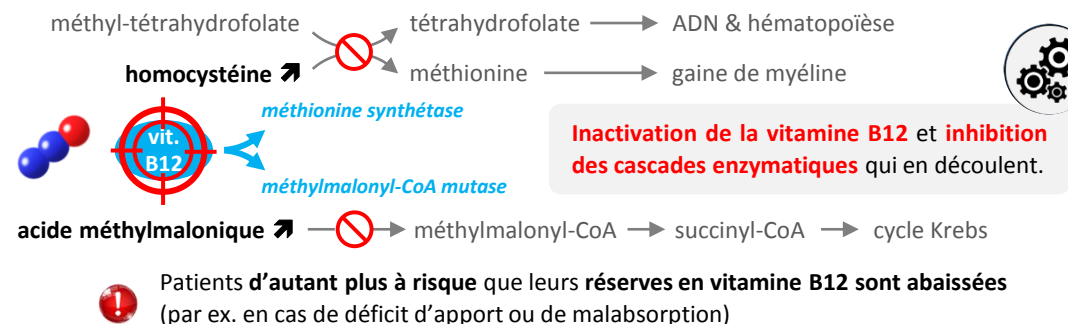 méthyl-tétrahydrofolate tétrahydrofolate ADN & hématopoïèse
homocystéine méthionine gaine de myéline
méthionine synthétase
vit.
B12
Inactivation de la vitamine B12 et inhibition
des cascades enzymatiques qui en découlent.
méthylmalonyl-CoA mutase
acide méthylmalonique méthylmalonyl-CoA succinyl-CoA cycle Krebs
Patients d'autant plus à risque que leurs réserves en vitamine B12 sont abaissées
(par ex. en cas de déficit d'apport ou de malabsorption)